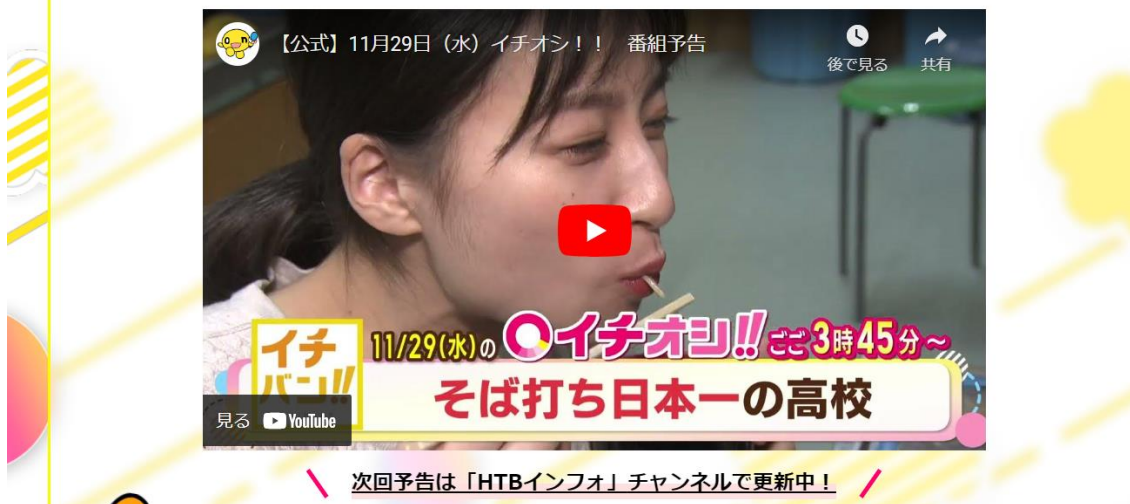 【公式】11月29日（水）イチオシ！！　番組予告
後で見る
共有
イチ
バン!!
11/29(水)の イチオシ!! ごご3時45分～
そば打ち日本一の高校
見る YouTube
次回予告は「HTBインフォ」チャンネルで更新中！